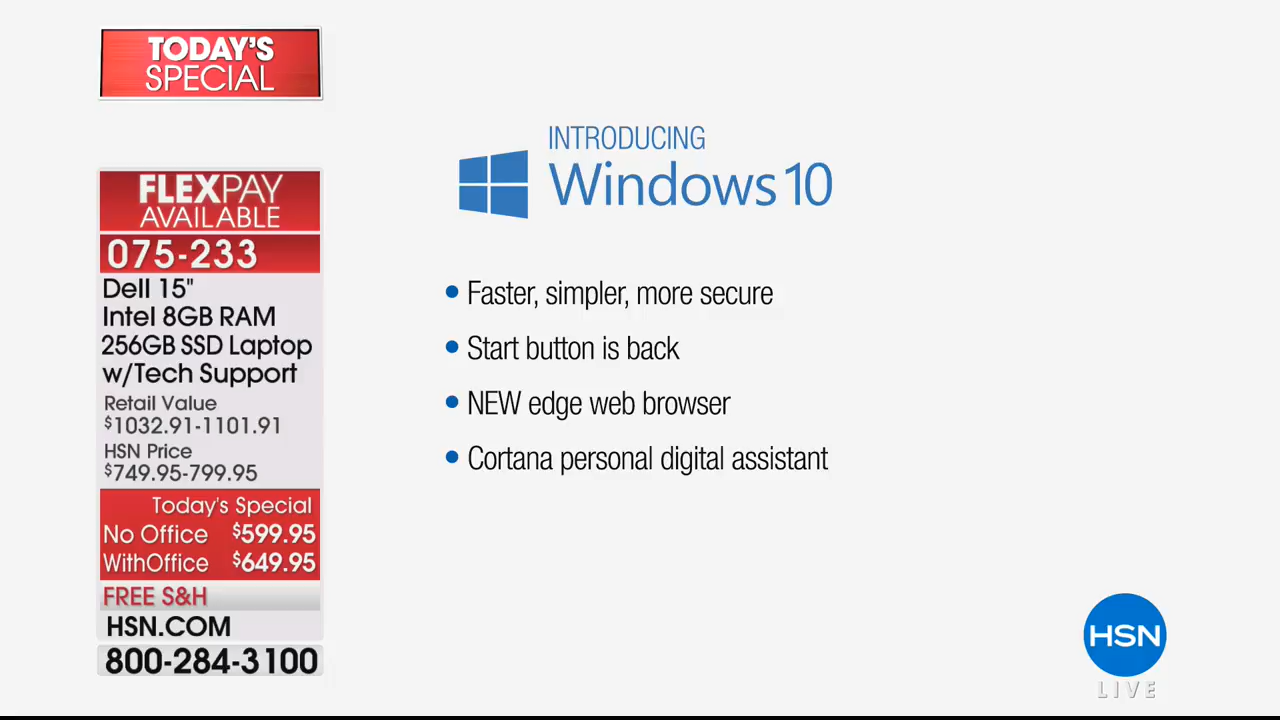 TODAY'S
SPECIAL
FLEXPAY
AVAILABLE
075-233
Dell 15"
Intel 8GB RAM
256GB SSD Laptop
w/Tech Support
Retail Value
$1032.91-1101.91
HSN Price
$749.95-799.95
Today's Special
No Office $599.95
WithOffice $649.95
FREE S&H
HSN.COM
800-284-3100
INTRODUCING
Windows 10
• Faster, simpler, more secure
• Start button is back
• NEW edge web browser
• Cortana personal digital assistant
HSN
LIVE